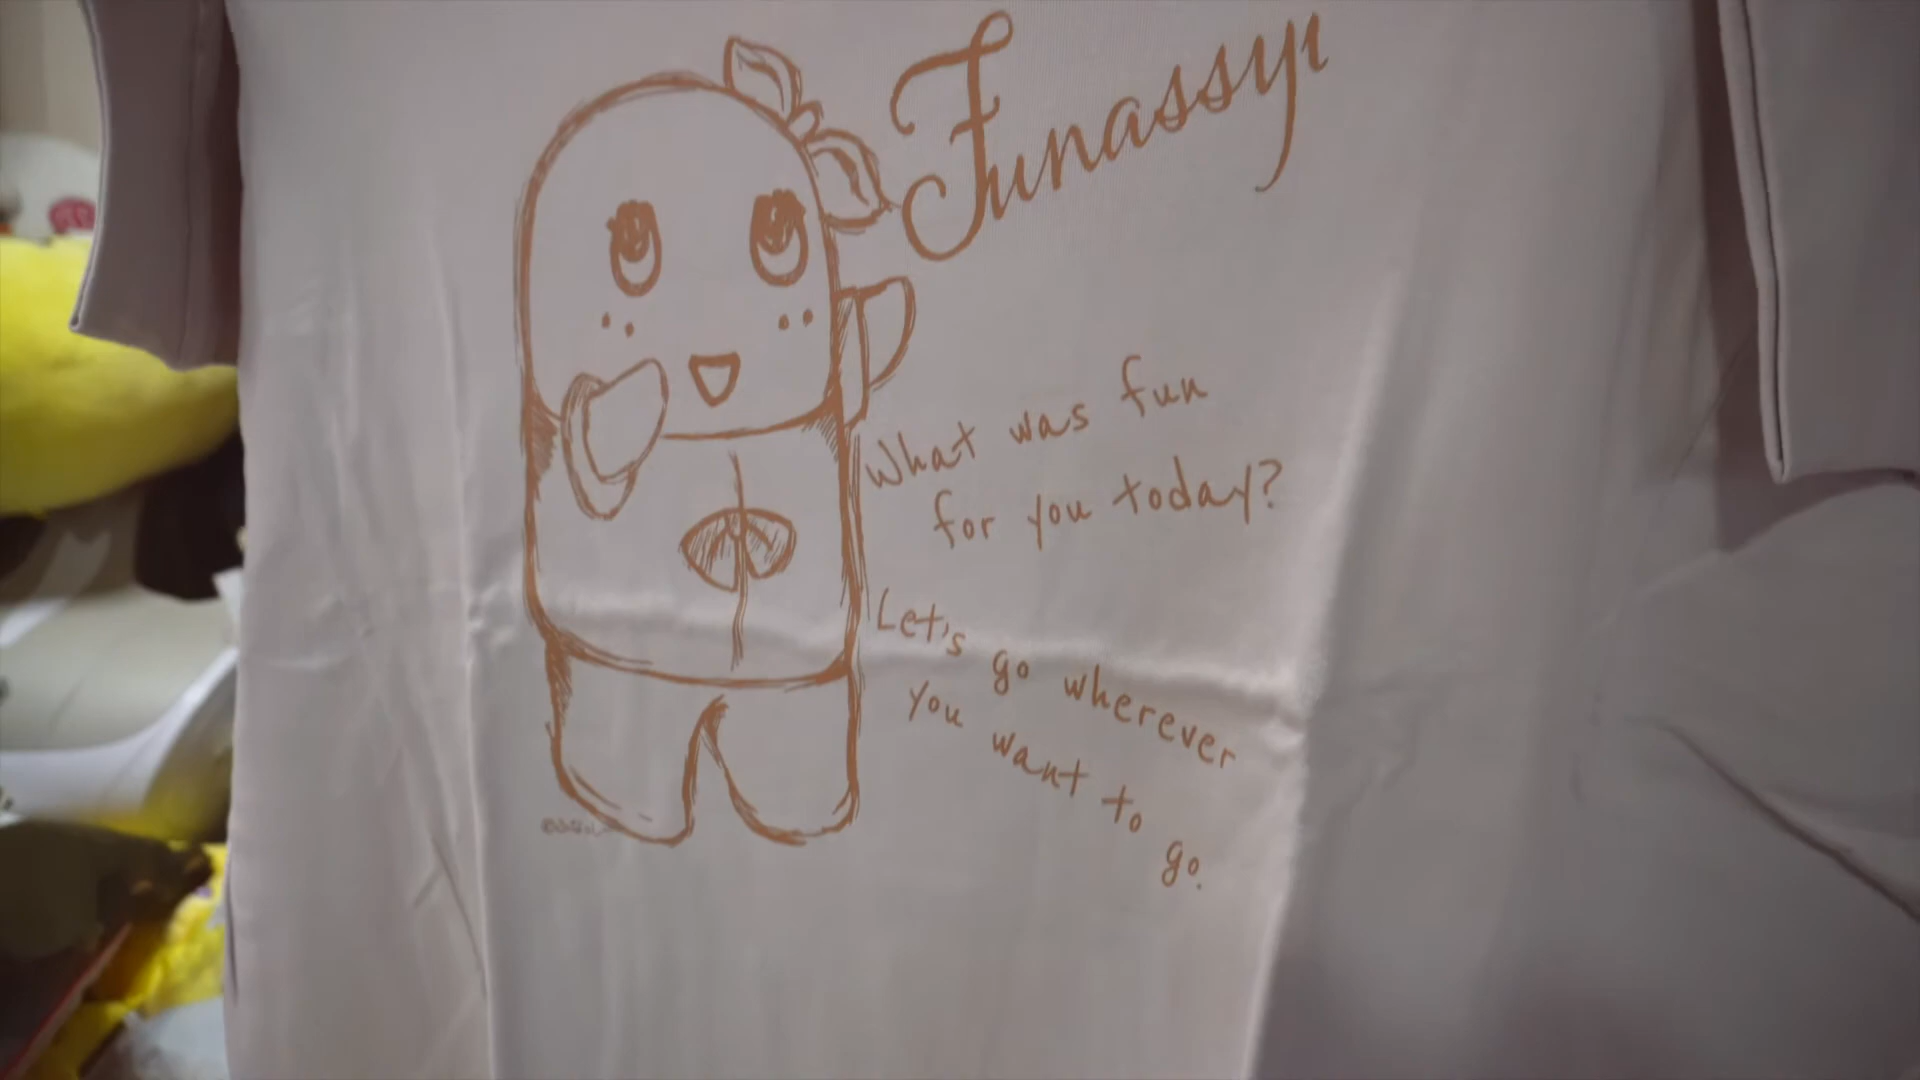 Funassyi
What was fun
for you today?
Let's go wherever
you want to go.